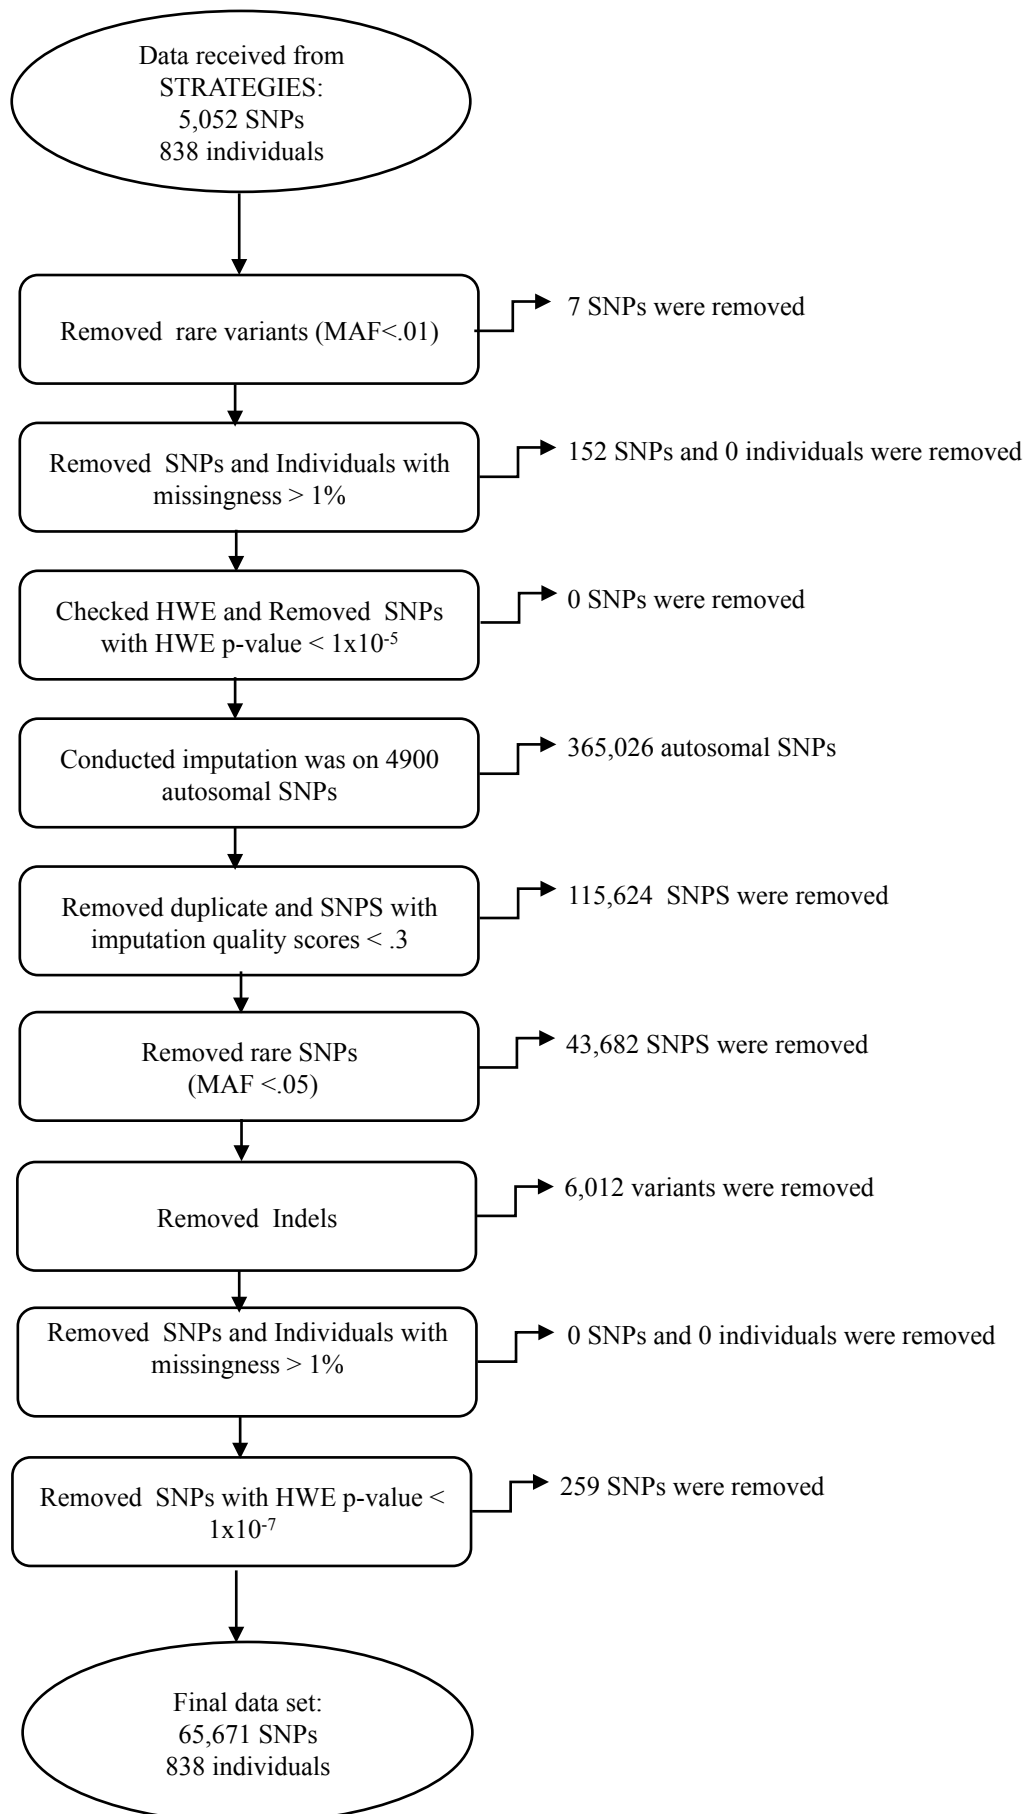 Data received from
STRATEGIES:
5,052 SNPs
838 individuals
Removed rare variants (MAF<.01)
7 SNPs were removed
Removed SNPs and Individuals with
missingness > 1%
152 SNPs and 0 individuals were removed
Checked HWE and Removed SNPs
with HWE p-value < 1x10⁻⁵
0 SNPs were removed
Conducted imputation was on 4900
autosomal SNPs
365,026 autosomal SNPs
Removed duplicate and SNPS with
imputation quality scores < .3
115,624 SNPS were removed
Removed rare SNPs
(MAF <.05)
43,682 SNPS were removed
Removed Indels
6,012 variants were removed
Removed SNPs and Individuals with
missingness > 1%
0 SNPs and 0 individuals were removed
Removed SNPs with HWE p-value <
1x10⁻⁷
259 SNPs were removed
Final data set:
65,671 SNPs
838 individuals